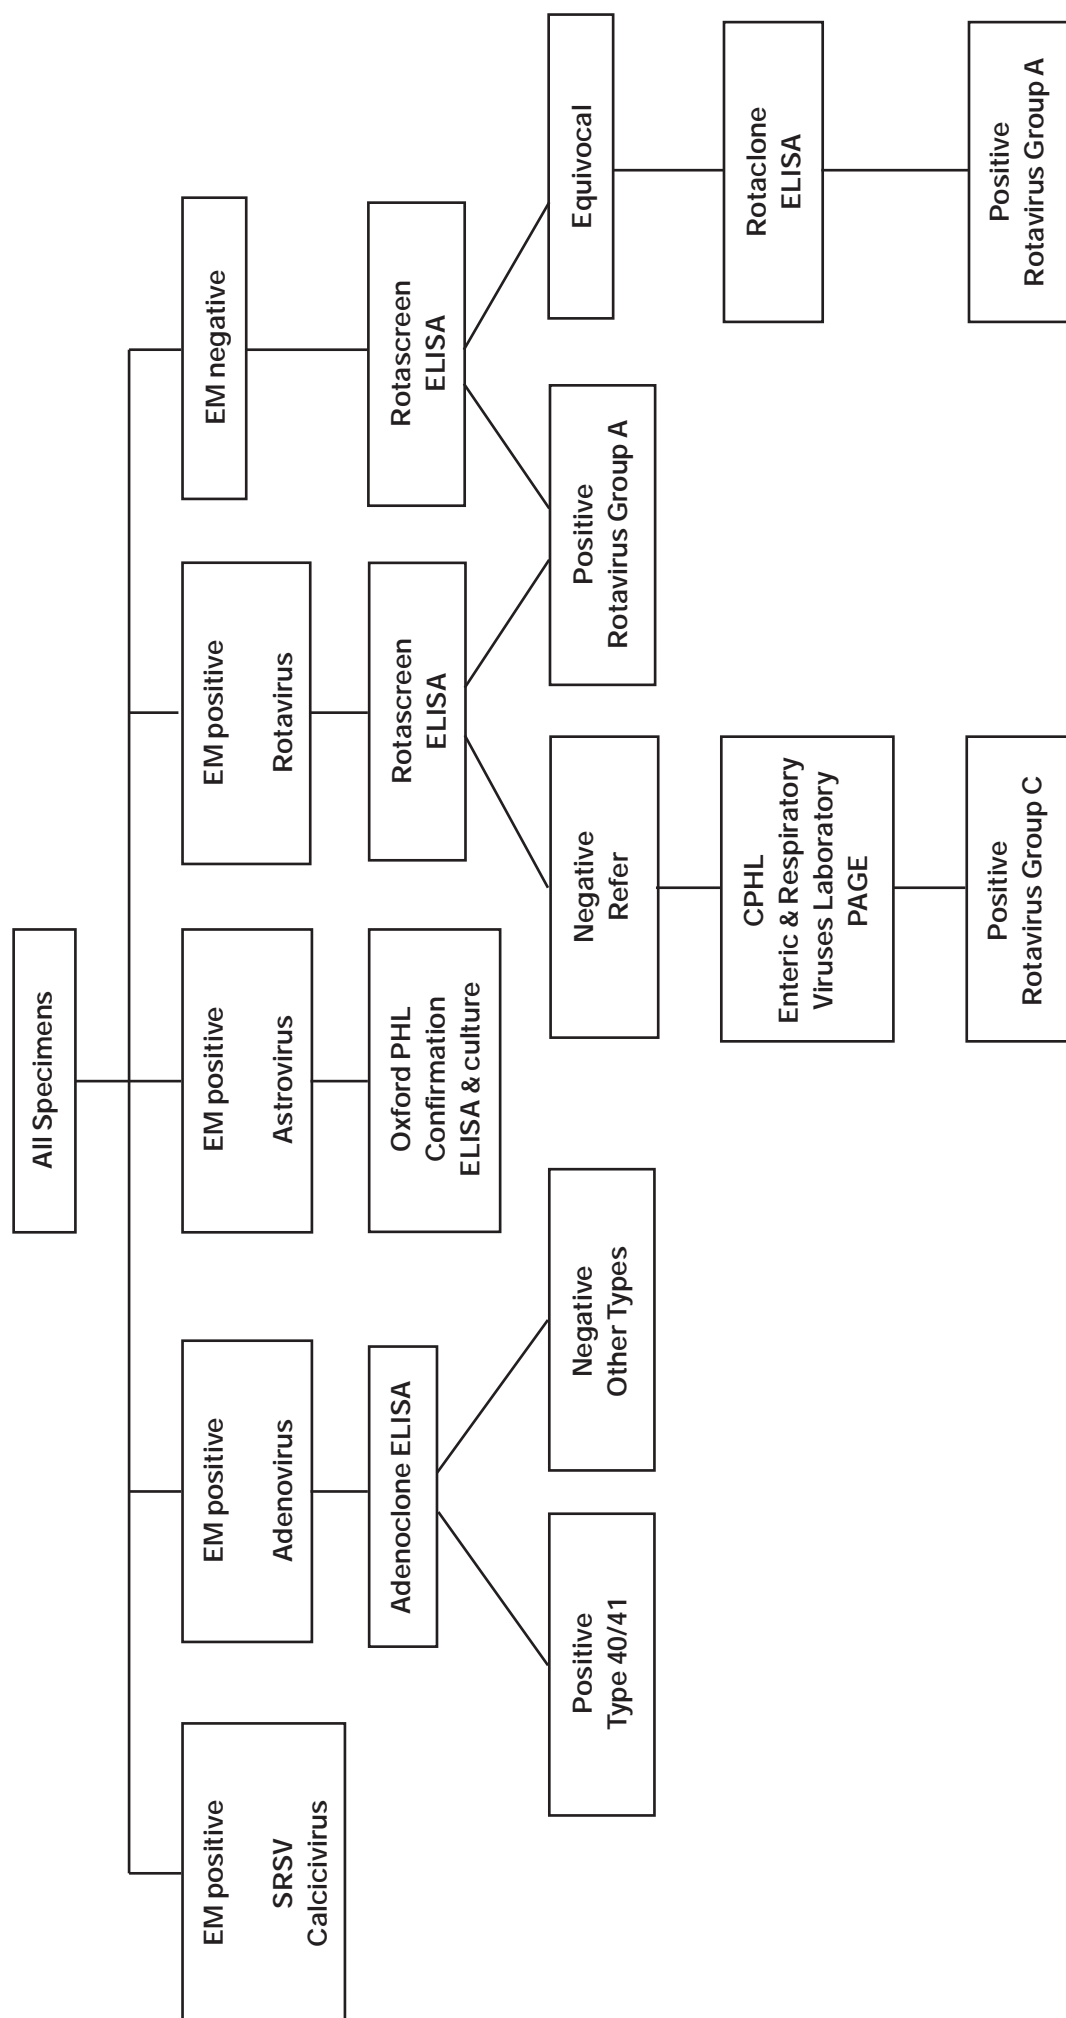 All Specimens
EM positive
SRSV
Calcicivirus
EM positive
Adenovirus
EM positive
Astrovirus
EM positive
Rotavirus
EM negative
Adenoclone ELISA
Oxford PHL
Confirmation
ELISA & culture
Rotascreen
ELISA
Rotascreen
ELISA
Positive
Type 40/41
Negative
Other Types
Negative
Refer
Positive
Rotavirus Group A
Equivocal
CPHL
Enteric & Respiratory
Viruses Laboratory
PAGE
Rotaclone
ELISA
Positive
Rotavirus Group C
Positive
Rotavirus Group A